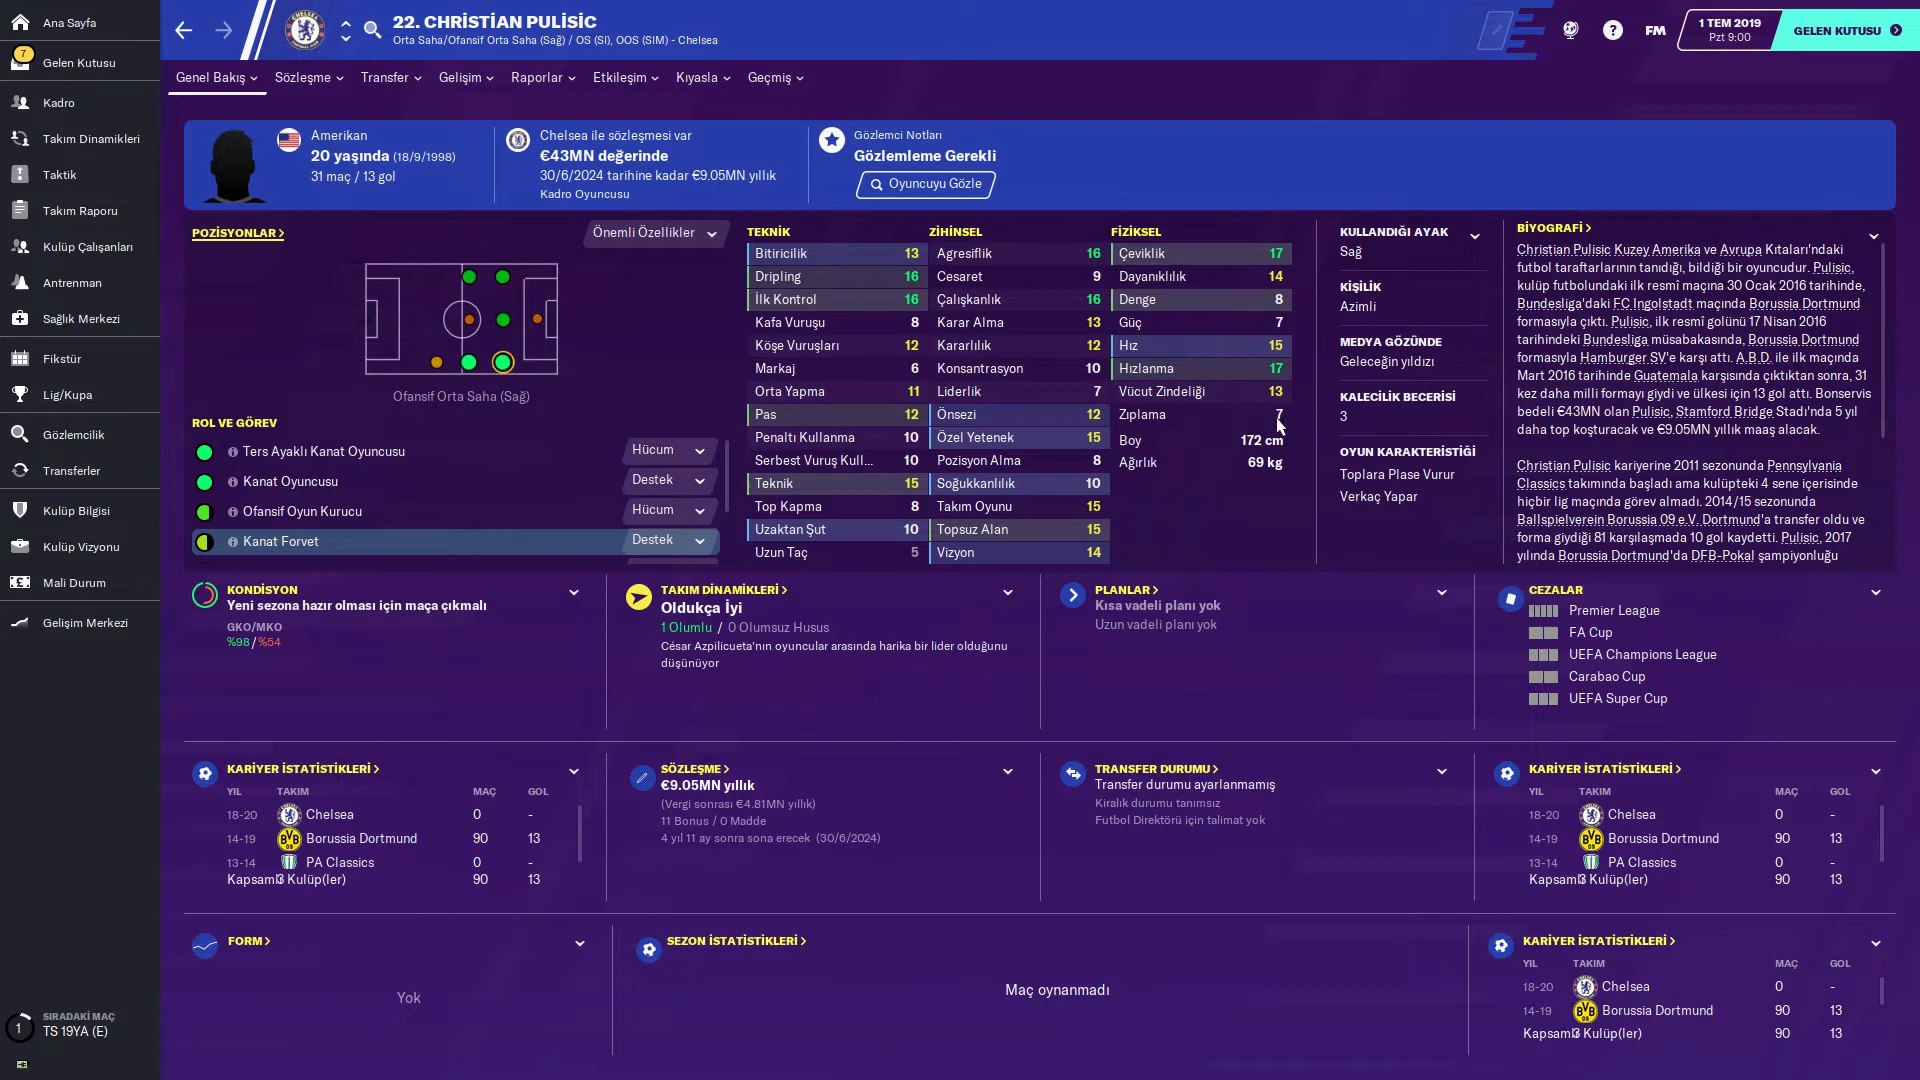 Ana Sayfa
7
Gelen Kutusu
Kadro
Takım Dinamikleri
Taktik
Takım Raporu
Kulüp Çalışanları
Antrenman
Sağlık Merkezi
Fikstür
Lig/Kupa
Gözlemcilik
Transferler
Kulüp Bilgisi
Kulüp Vizyonu
Mali Durum
Gelişim Merkezi
1
SIRADAKİ MAÇ
TS 19YA (E)
22. CHRİSTİAN PULİSİC
Orta Saha/Ofansif Orta Saha (Sağ) / OS (Sl), OOS (SlM) - Chelsea
FM
1 TEM 2019
Pzt 9:00
GELEN KUTUSU
Genel Bakış Sözleşme Transfer Gelişim Raporlar Etkileşim Kıyasla Geçmiş
Amerikan
20 yaşında (18/9/1998)
31 maç / 13 gol
Chelsea ile sözleşmesi var
€43MN değerinde
30/6/2024 tarihine kadar €9.05MN yıllık
Kadro Oyuncusu
Gözlemci Notları
Gözlemleme Gerekli
Oyuncuyu Gözle
POZİSYONLAR >
Önemli Özellikler
Ofansif Orta Saha (Sağ)
ROL VE GÖREV
Ters Ayaklı Kanat Oyuncusu Hücum
Kanat Oyuncusu Destek
Ofansif Oyun Kurucu Hücum
Kanat Forvet Destek
TEKNİK
Bitiricilik 13
Dripling 16
İlk Kontrol 16
Kafa Vuruşu 8
Köşe Vuruşları 12
Markaj 6
Orta Yapma 11
Pas 12
Penaltı Kullanma 10
Serbest Vuruş Kull... 10
Teknik 15
Top Kapma 8
Uzaktan Şut 10
Uzun Taç 5
ZİHİNSEL
Agresiflik 16
Cesaret 9
Çalışkanlık 16
Karar Alma 13
Kararlılık 12
Konsantrasyon 10
Liderlik 7
Önsezi 12
Özel Yetenek 15
Pozisyon Alma 8
Soğukkanlılık 10
Takım Oyunu 15
Topsuz Alan 15
Vizyon 14
FİZİKSEL
Çeviklik 17
Dayanıklılık 14
Denge 8
Güç 7
Hız 15
Hızlanma 17
Vücut Zindeliği 13
Zıplama 7
Boy 172 cm
Ağırlık 69 kg
KULLANDIĞI AYAK
Sağ
KİŞİLİK
Azimli
MEDYA GÖZÜNDE
Geleceğin yıldızı
KALECİLİK BECERİSİ
3
OYUN KARAKTERİSTİĞİ
Toplara Plase Vurur
Verkaç Yapar
BİYOGRAFİ >
Christian Pulisic Kuzey Amerika ve Avrupa Kıtaları'ndaki
futbol taraftarlarının tanıdığı, bildiği bir oyuncudur. Pulisic,
kulüp futbolundaki ilk resmî maçına 30 Ocak 2016 tarihinde,
Bundesliga'daki FC Ingolstadt maçında Borussia Dortmund
formasıyla çıktı. Pulisic, ilk resmî golünü 17 Nisan 2016
tarihindeki Bundesliga müsabakasında, Borussia Dortmund
formasıyla Hamburger SV'e karşı attı. A.B.D. ile ilk maçında
Mart 2016 tarihinde Guatemala karşısında çıktıktan sonra, 31
kez daha milli formayı giydi ve ülkesi için 13 gol attı. Bonservis
bedeli €43MN olan Pulisic, Stamford Bridge Stadı'nda 5 yıl
daha top koşturacak ve €9.05MN yıllık maaş alacak.
Christian Pulisic kariyerine 2011 sezonunda Pennsylvania
Classics takımında başladı ama kulüpteki 4 sene içerisinde
hiçbir lig maçında görev almadı. 2014/15 sezonunda
Ballspielverein Borussia 09 e.V. Dortmund'a transfer oldu ve
forma giydiği 81 karşılaşmada 10 gol kaydetti. Pulisic, 2017
yılında Borussia Dortmund'da DFB-Pokal şampiyonluğu
KONDİSYON
Yeni sezona hazır olması için maça çıkmalı
GKO/MKO
%98/%54
TAKIM DİNAMİKLERİ >
Oldukça İyi
1 Olumlu / 0 Olumsuz Husus
César Azpilicueta'nın oyuncular arasında harika bir lider olduğunu
düşünüyor
PLANLAR >
Kısa vadeli planı yok
Uzun vadeli planı yok
CEZALAR
Premier League
FA Cup
UEFA Champions League
Carabao Cup
UEFA Super Cup
KARİYER İSTATİSTİKLERİ >
YIL TAKIM MAÇ GOL
18-20 Chelsea 0 -
14-19 Borussia Dortmund 90 13
13-14 PA Classics 0 -
Kapsamlı 3 Kulüp(ler) 90 13
SÖZLEŞME >
€9.05MN yıllık
(Vergi sonrası €4.81MN yıllık)
11 Bonus / 0 Madde
4 yıl 11 ay sonra sona erecek (30/6/2024)
TRANSFER DURUMU >
Transfer durumu ayarlanmamış
Kiralık durumu tanımsız
Futbol Direktörü için talimat yok
KARİYER İSTATİSTİKLERİ >
YIL TAKIM MAÇ GOL
18-20 Chelsea 0 -
14-19 Borussia Dortmund 90 13
13-14 PA Classics 0 -
Kapsamlı 3 Kulüp(ler) 90 13
FORM >
Yok
SEZON İSTATİSTİKLERİ >
Maç oynanmadı
KARİYER İSTATİSTİKLERİ >
YIL TAKIM MAÇ GOL
18-20 Chelsea 0 -
14-19 Borussia Dortmund 90 13
Kapsamlı 3 Kulüp(ler) 90 13